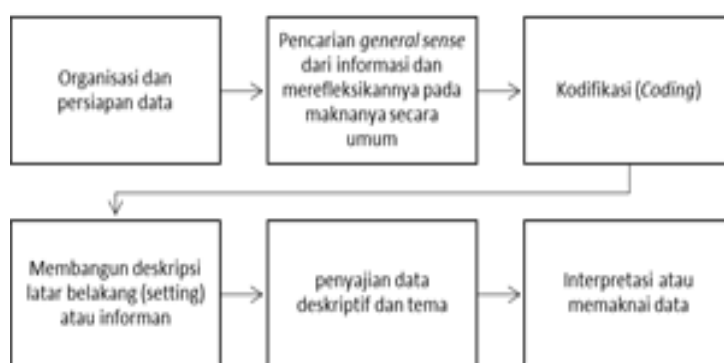 Organisasi dan
persiapan data
Pencarian general sense
dari informasi dan
merefleksikannya pada
maknanya secara
umum
Kodifikasi (Coding)
Membangun deskripsi
latar belakang (setting)
atau informan
penyajian data
deskriptif dan tema
Interpretasi atau
memaknai data